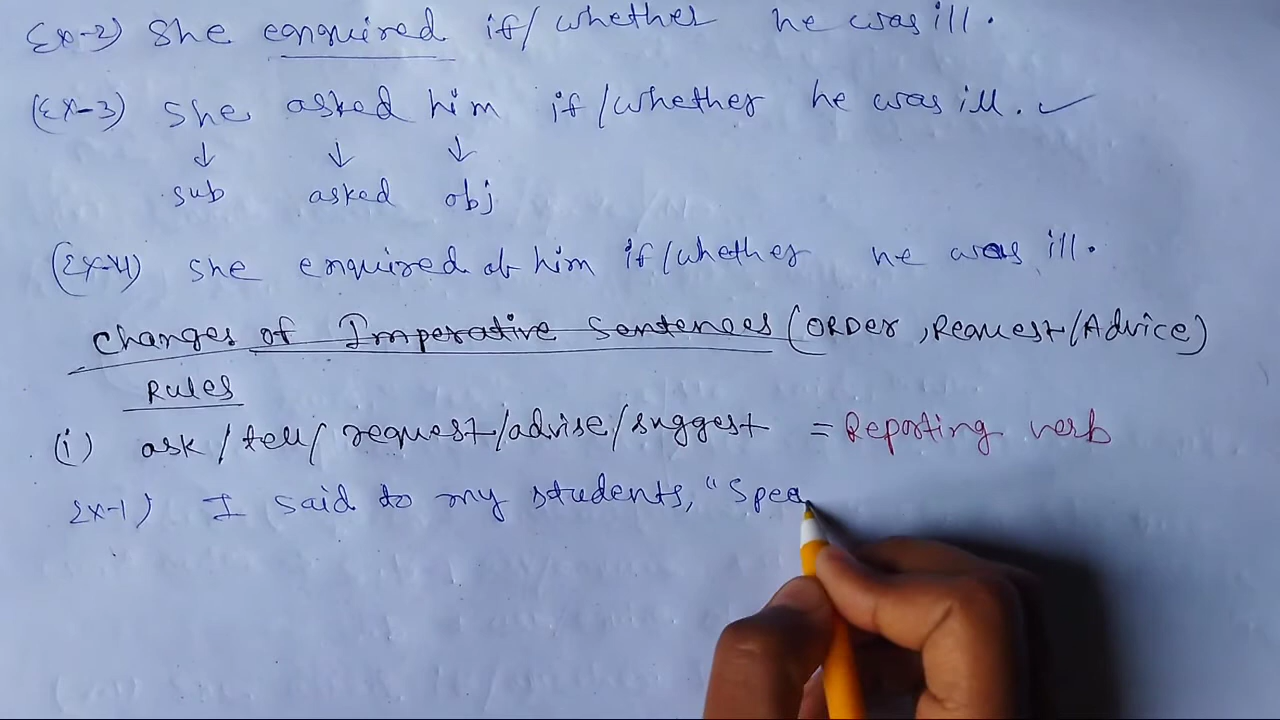 Ex-2) She enquired if/whether he was ill.
(Ex-3) She asked him if/whether he was ill. ✓
↓ ↓ ↓
sub asked obj
(Ex-4) She enquired of him if/whether he was ill.
Changes of Imperative Sentences (ORDER, Request/Advice)
Rules
(i) ask/tell/request/advise/suggest = Reporting verb
Ex-1) I said to my students, "Spea